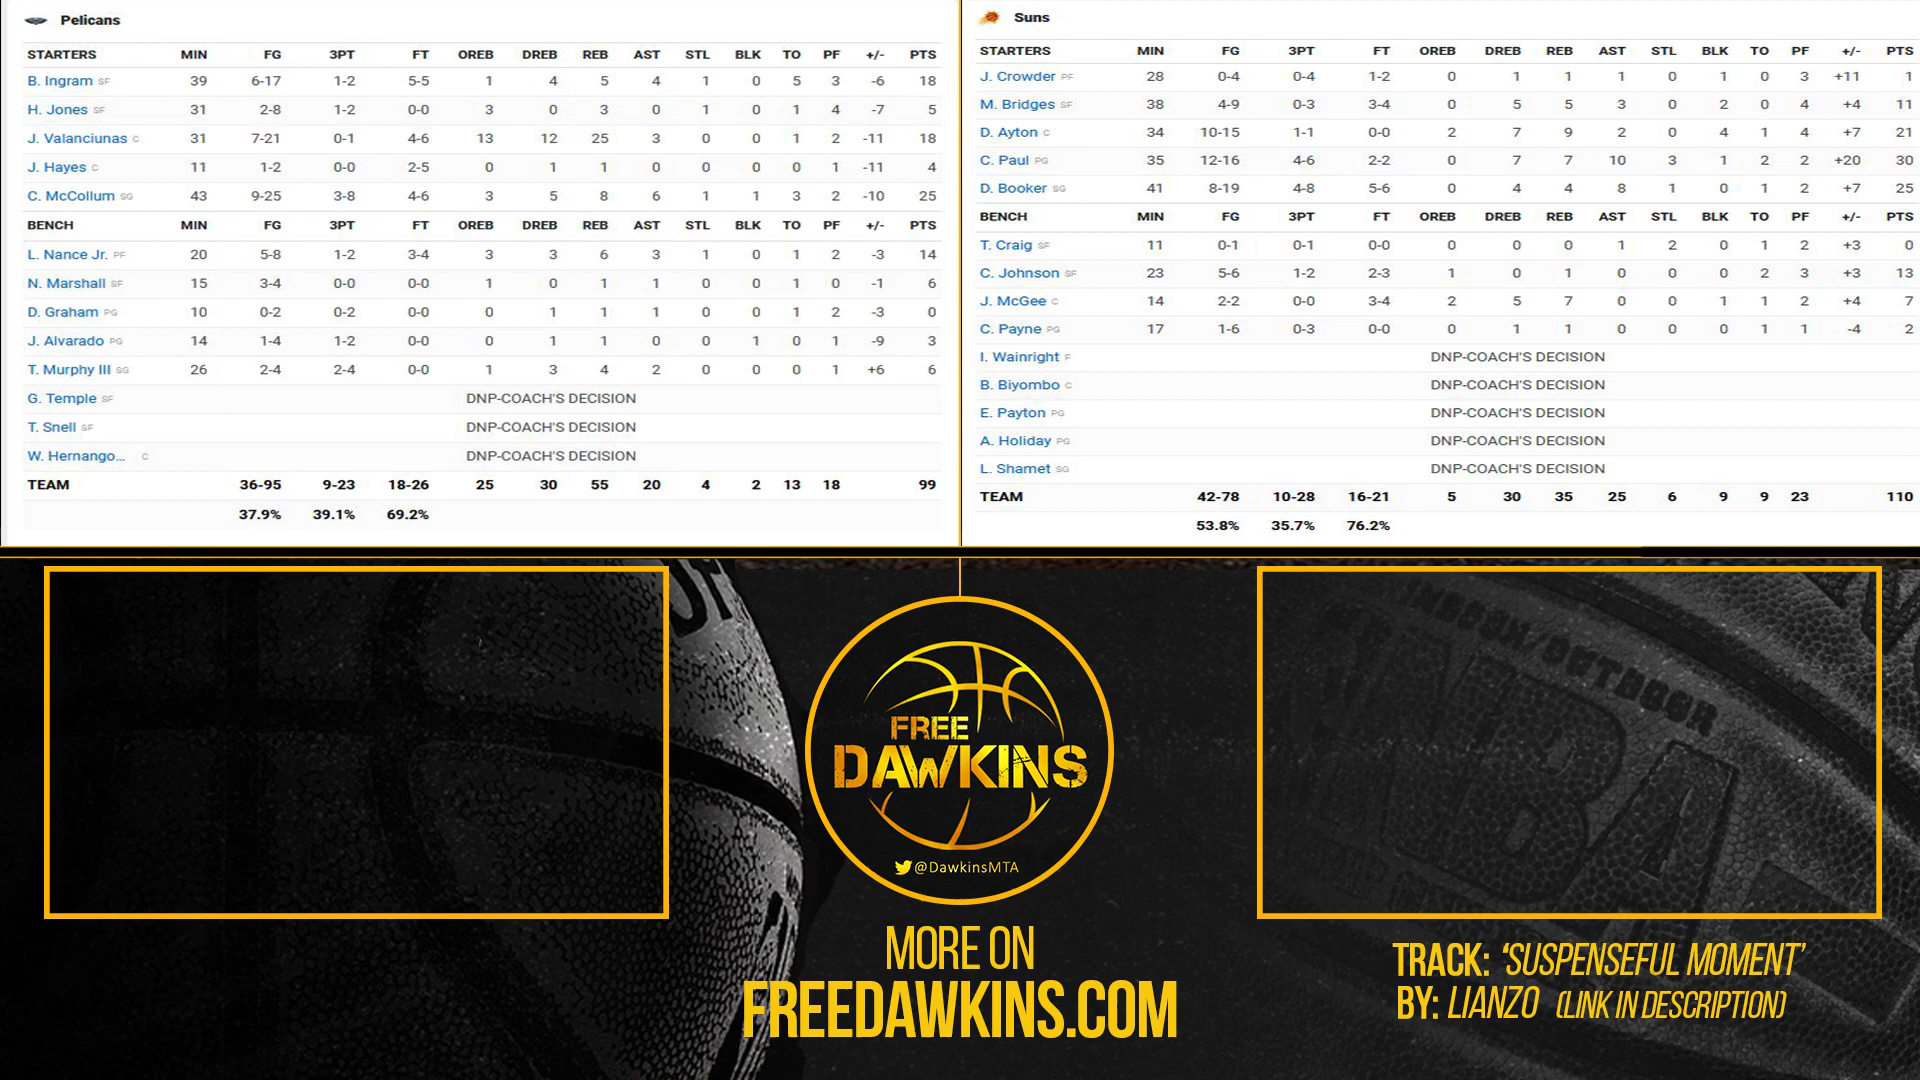 Pelicans
STARTERS MIN FG 3PT FT OREB DREB REB AST STL BLK TO PF +/- PTS
B. Ingram SF 39 6-17 1-2 5-5 1 4 5 4 1 0 5 3 -6 18
H. Jones SF 31 2-8 1-2 0-0 3 0 3 0 1 0 1 4 -7 5
J. Valanciunas C 31 7-21 0-1 4-6 13 12 25 3 0 0 1 2 -11 18
J. Hayes C 11 1-2 0-0 2-5 0 1 1 0 0 0 0 1 -11 4
C. McCollum SG 43 9-25 3-8 4-6 3 5 8 6 1 1 3 2 -10 25
BENCH MIN FG 3PT FT OREB DREB REB AST STL BLK TO PF +/- PTS
L. Nance Jr. PF 20 5-8 1-2 3-4 3 3 6 3 1 0 1 2 -3 14
N. Marshall SF 15 3-4 0-0 0-0 1 0 1 1 0 0 1 0 -1 6
D. Graham PG 10 0-2 0-2 0-0 0 1 1 1 0 0 1 2 -3 0
J. Alvarado PG 14 1-4 1-2 0-0 0 1 1 0 0 1 0 1 -9 3
T. Murphy III SG 26 2-4 2-4 0-0 1 3 4 2 0 0 0 1 +6 6
G. Temple SF DNP-COACH'S DECISION
T. Snell SF DNP-COACH'S DECISION
W. Hernango... C DNP-COACH'S DECISION
TEAM 36-95 9-23 18-26 25 30 55 20 4 2 13 18 99
37.9% 39.1% 69.2%
Suns
STARTERS MIN FG 3PT FT OREB DREB REB AST STL BLK TO PF +/- PTS
J. Crowder PF 28 0-4 0-4 1-2 0 1 1 1 0 1 0 3 +11 1
M. Bridges SF 38 4-9 0-3 3-4 0 5 5 3 0 2 0 4 +4 11
D. Ayton C 34 10-15 1-1 0-0 2 7 9 2 0 4 1 4 +7 21
C. Paul PG 35 12-16 4-6 2-2 0 7 7 10 3 1 2 2 +20 30
D. Booker SG 41 8-19 4-8 5-6 0 4 4 8 1 0 1 2 +7 25
BENCH MIN FG 3PT FT OREB DREB REB AST STL BLK TO PF +/- PTS
T. Craig SF 11 0-1 0-1 0-0 0 0 0 1 2 0 1 2 +3 0
C. Johnson SF 23 5-6 1-2 2-3 1 0 1 0 0 0 2 3 +3 13
J. McGee C 14 2-2 0-0 3-4 2 5 7 0 0 1 1 2 +4 7
C. Payne PG 17 1-6 0-3 0-0 0 1 1 0 0 0 1 1 -4 2
I. Wainright F DNP-COACH'S DECISION
B. Biyombo C DNP-COACH'S DECISION
E. Payton PG DNP-COACH'S DECISION
A. Holiday PG DNP-COACH'S DECISION
L. Shamet SG DNP-COACH'S DECISION
TEAM 42-78 10-28 16-21 5 30 35 25 6 9 9 23 110
53.8% 35.7% 76.2%
INDOOR/OUTDOOR
NBA
FREE
DAWKINS
@DawkinsMTA
MORE ON
FREEDAWKINS.COM
TRACK: 'SUSPENSEFUL MOMENT'
BY: LIANZO (LINK IN DESCRIPTION)